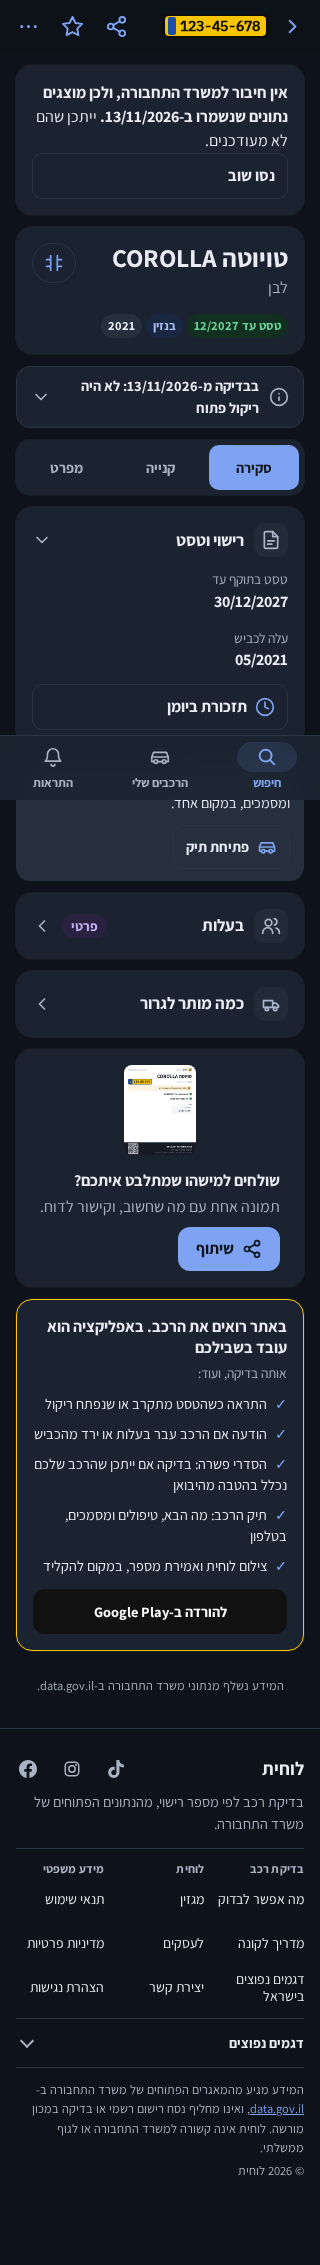 123-45-678
אין חיבור למשרד התחבורה, ולכן מוצגים
נתונים שנשמרו ב-13/11/2026. ייתכן שהם
לא מעודכנים.
נסו שוב
טויוטה COROLLA
לבן
טסט עד 12/2027
בנזין
2021
בבדיקה מ-13/11/2026: לא היה
ריקול פתוח
סקירה
קנייה
מפרט
רישוי וטסט
טסט בתוקף עד
30/12/2027
עלה לכביש
05/2021
תזכורת ביומן
חיפוש
הרכבים שלי
התראות
ומסמכים, במקום אחד.
פתיחת תיק
בעלות
פרטי
כמה מותר לגרור
שולחים למישהו שמתלבט איתכם?
תמונה אחת עם מה שחשוב, וקישור לדוח.
שיתוף
באתר רואים את הרכב. באפליקציה הוא
עובד בשבילכם
אותה בדיקה, ועוד:
✓ התראה כשהטסט מתקרב או שנפתח ריקול
✓ הודעה אם הרכב עבר בעלות או ירד מהכביש
✓ הסדרי פשרה: בדיקה אם ייתכן שהרכב שלכם
נכלל בהטבה מהיבואן
✓ תיק הרכב: מה הבא, טיפולים ומסמכים,
בטלפון
✓ צילום לוחית ואמירת מספר, במקום להקליד
להורדה ב-Google Play
המידע נשלף מנתוני משרד התחבורה ב-data.gov.il.
לוחית
בדיקת רכב לפי מספר רישוי, מהנתונים הפתוחים של
משרד התחבורה.
בדיקת רכב
לוחית
מידע משפטי
מה אפשר לבדוק
מגזין
תנאי שימוש
מדריך לקונה
לעסקים
מדיניות פרטיות
דגמים נפוצים
בישראל
יצירת קשר
הצהרת נגישות
דגמים נפוצים
המידע מגיע מהמאגרים הפתוחים של משרד התחבורה ב-
data.gov.il, ואינו מחליף נסח רישום רשמי או בדיקה במכון
מורשה. לוחית אינה קשורה למשרד התחבורה או לגוף
ממשלתי.
© 2026 לוחית